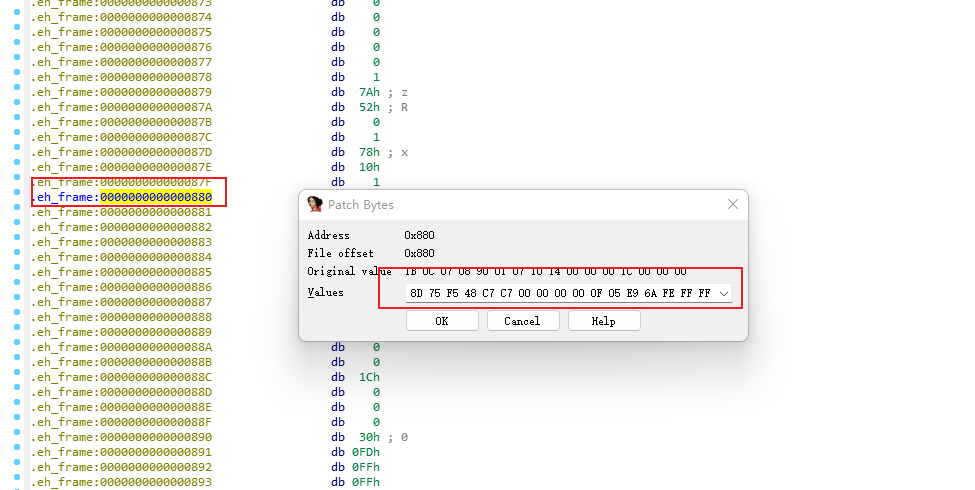 .eh_frame:0000000000000873 db 0
.eh_frame:0000000000000874 db 0
.eh_frame:0000000000000875 db 0
.eh_frame:0000000000000876 db 0
.eh_frame:0000000000000877 db 0
.eh_frame:0000000000000878 db 1
.eh_frame:0000000000000879 db 7Ah ; z
.eh_frame:000000000000087A db 52h ; R
.eh_frame:000000000000087B db 0
.eh_frame:000000000000087C db 1
.eh_frame:000000000000087D db 78h ; x
.eh_frame:000000000000087E db 10h
.eh_frame:000000000000087F db 1
.eh_frame:0000000000000880
.eh_frame:0000000000000881
.eh_frame:0000000000000882
.eh_frame:0000000000000883
.eh_frame:0000000000000884
.eh_frame:0000000000000885
.eh_frame:0000000000000886
.eh_frame:0000000000000887
.eh_frame:0000000000000888
.eh_frame:0000000000000889
.eh_frame:000000000000088A db 0
.eh_frame:000000000000088B db 0
.eh_frame:000000000000088C db 1Ch
.eh_frame:000000000000088D db 0
.eh_frame:000000000000088E db 0
.eh_frame:000000000000088F db 0
.eh_frame:0000000000000890 db 30h ; 0
.eh_frame:0000000000000891 db 0FDh
.eh_frame:0000000000000892 db 0FFh
.eh_frame:0000000000000893 db 0FFh
Patch Bytes
Address 0x880
File offset 0x880
Original value 1B 0C 07 08 90 01 07 10 14 00 00 00 1C 00 00 00
Values 8D 75 F5 48 C7 C7 00 00 00 00 0F 05 E9 6A FE FF FF
OK Cancel Help